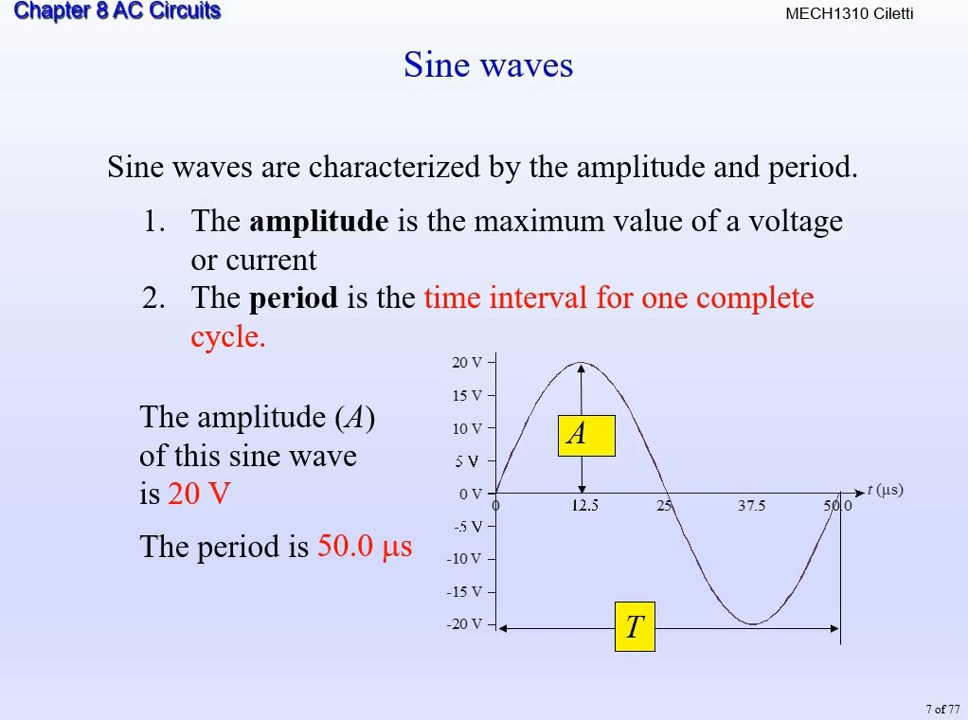 Chapter 8 AC Circuits
MECH1310 Ciletti
Sine waves
Sine waves are characterized by the amplitude and period.
1. The amplitude is the maximum value of a voltage
or current
2. The period is the time interval for one complete
cycle.
The amplitude (A)
of this sine wave
is 20 V
The period is 50.0 μs
20 V
15 V
10 V
5 V
0 V
-5 V
-10 V
-15 V
-20 V
A
0 12.5 25 37.5 50.0
t (μs)
T
7 of 77